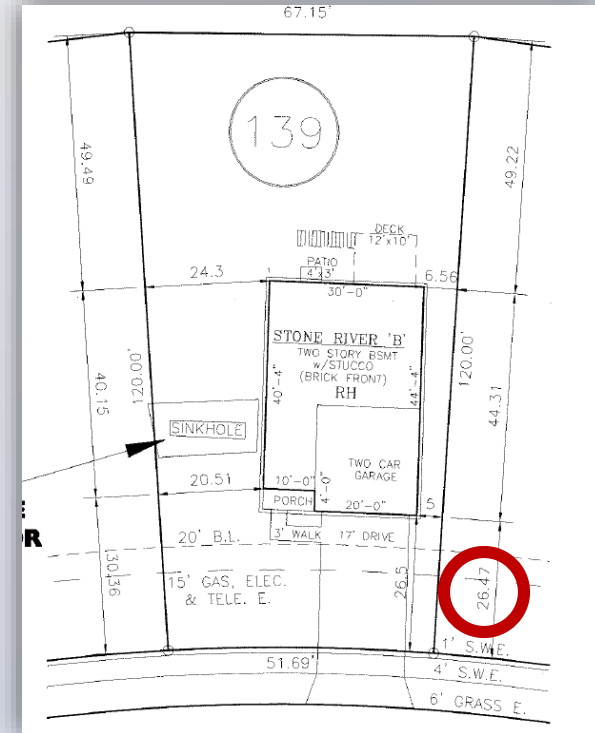 67.15'
139
49.49
49.22
DECK
12'x10'
PATIO
4'x3'
24.3
6.56
30'-0"
STONE RIVER 'B'
TWO STORY BSMT
w/STUCCO
(BRICK FRONT)
RH
120.00'
120.00'
40.15
40'-4"
44'-4"
44.31
SINKHOLE
TWO CAR
GARAGE
20.51
10'-0"
PORCH
4'-0"
20'-0"
5
E
OR
20' B.L.
3' WALK
17' DRIVE
30.36
15' GAS, ELEC.
& TELE. E.
26.5
26.47
1' S.W.E.
51.69'
4' S.W.E.
6' GRASS E.